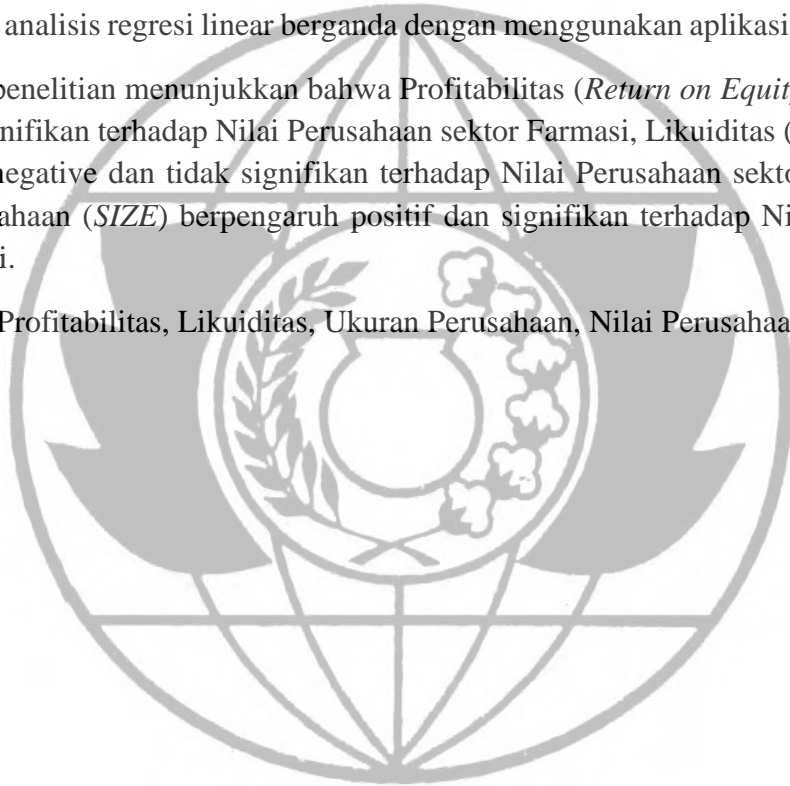 analisis regresi linear berganda dengan menggunakan aplikasi
penelitian menunjukkan bahwa Profitabilitas (Return on Equity
nifikan terhadap Nilai Perusahaan sektor Farmasi, Likuiditas (
negative dan tidak signifikan terhadap Nilai Perusahaan sekto
ahaan (SIZE) berpengaruh positif dan signifikan terhadap Ni
i.
Profitabilitas, Likuiditas, Ukuran Perusahaan, Nilai Perusahaa